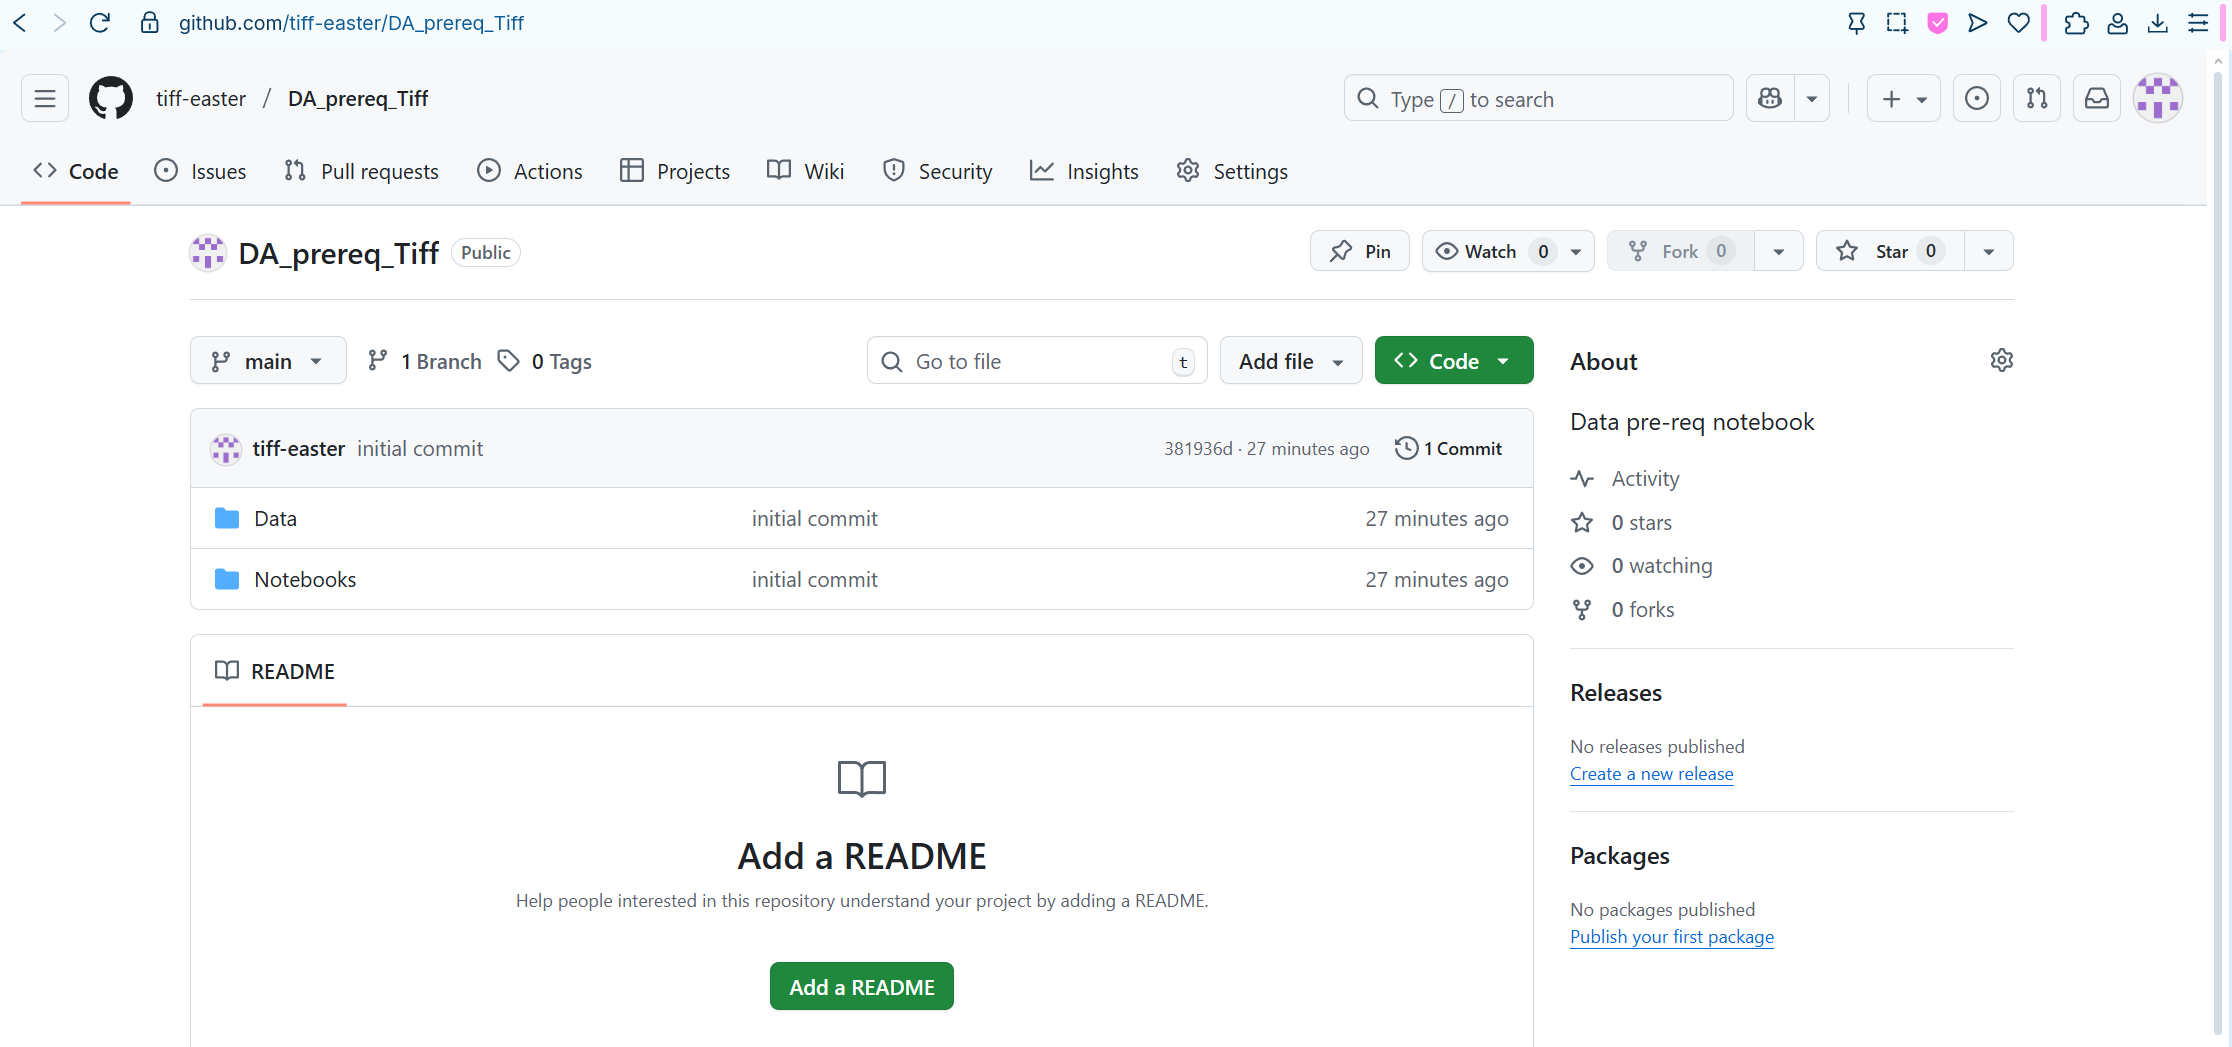 github.com/tiff-easter/DA_prereq_Tiff
tiff-easter / DA_prereq_Tiff
Type / to search
Code Issues Pull requests Actions Projects Wiki Security Insights Settings
DA_prereq_Tiff Public
Pin Watch 0 Fork 0 Star 0
main 1 Branch 0 Tags
Go to file t Add file Code
tiff-easter initial commit 381936d · 27 minutes ago 1 Commit
Data initial commit 27 minutes ago
Notebooks initial commit 27 minutes ago
README
Add a README
Help people interested in this repository understand your project by adding a README.
Add a README
About
Data pre-req notebook
Activity
0 stars
0 watching
0 forks
Releases
No releases published
Create a new release
Packages
No packages published
Publish your first package